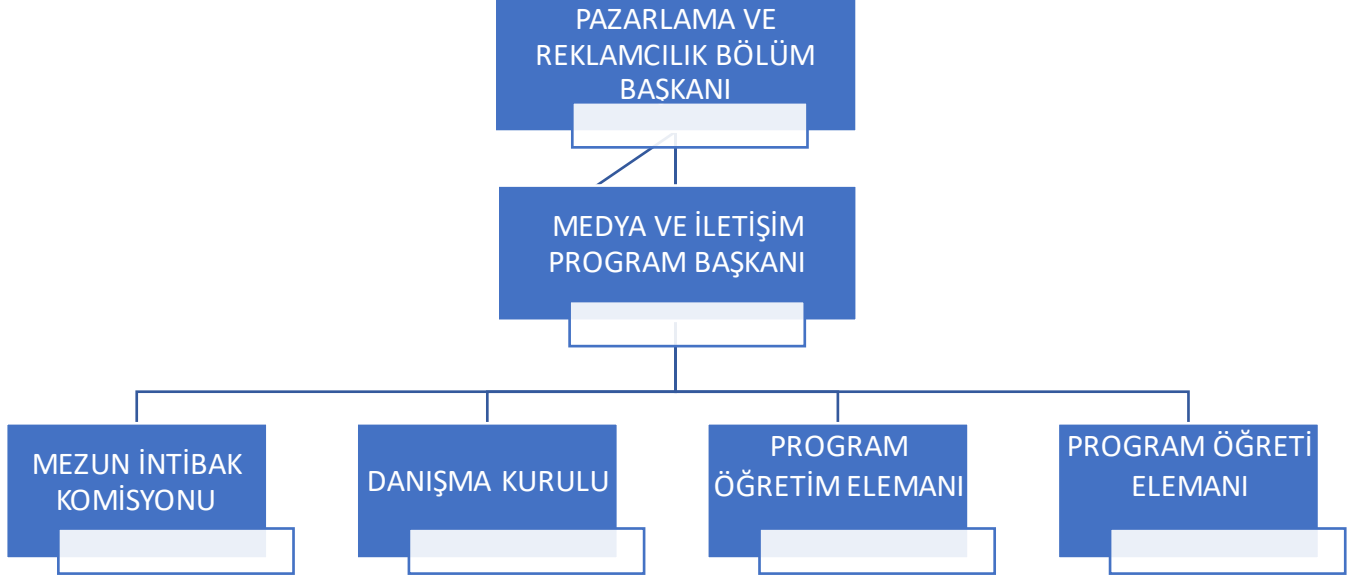 PAZARLAMA VE
REKLAMCILIK BÖLÜM
BAŞKANI
MEDYA VE İLETİŞİM
PROGRAM BAŞKANI
MEZUN İNTİBAK
KOMİSYONU
DANIŞMA KURULU
PROGRAM
ÖĞRETİM ELEMANI
PROGRAM ÖĞRETİ
ELEMANI